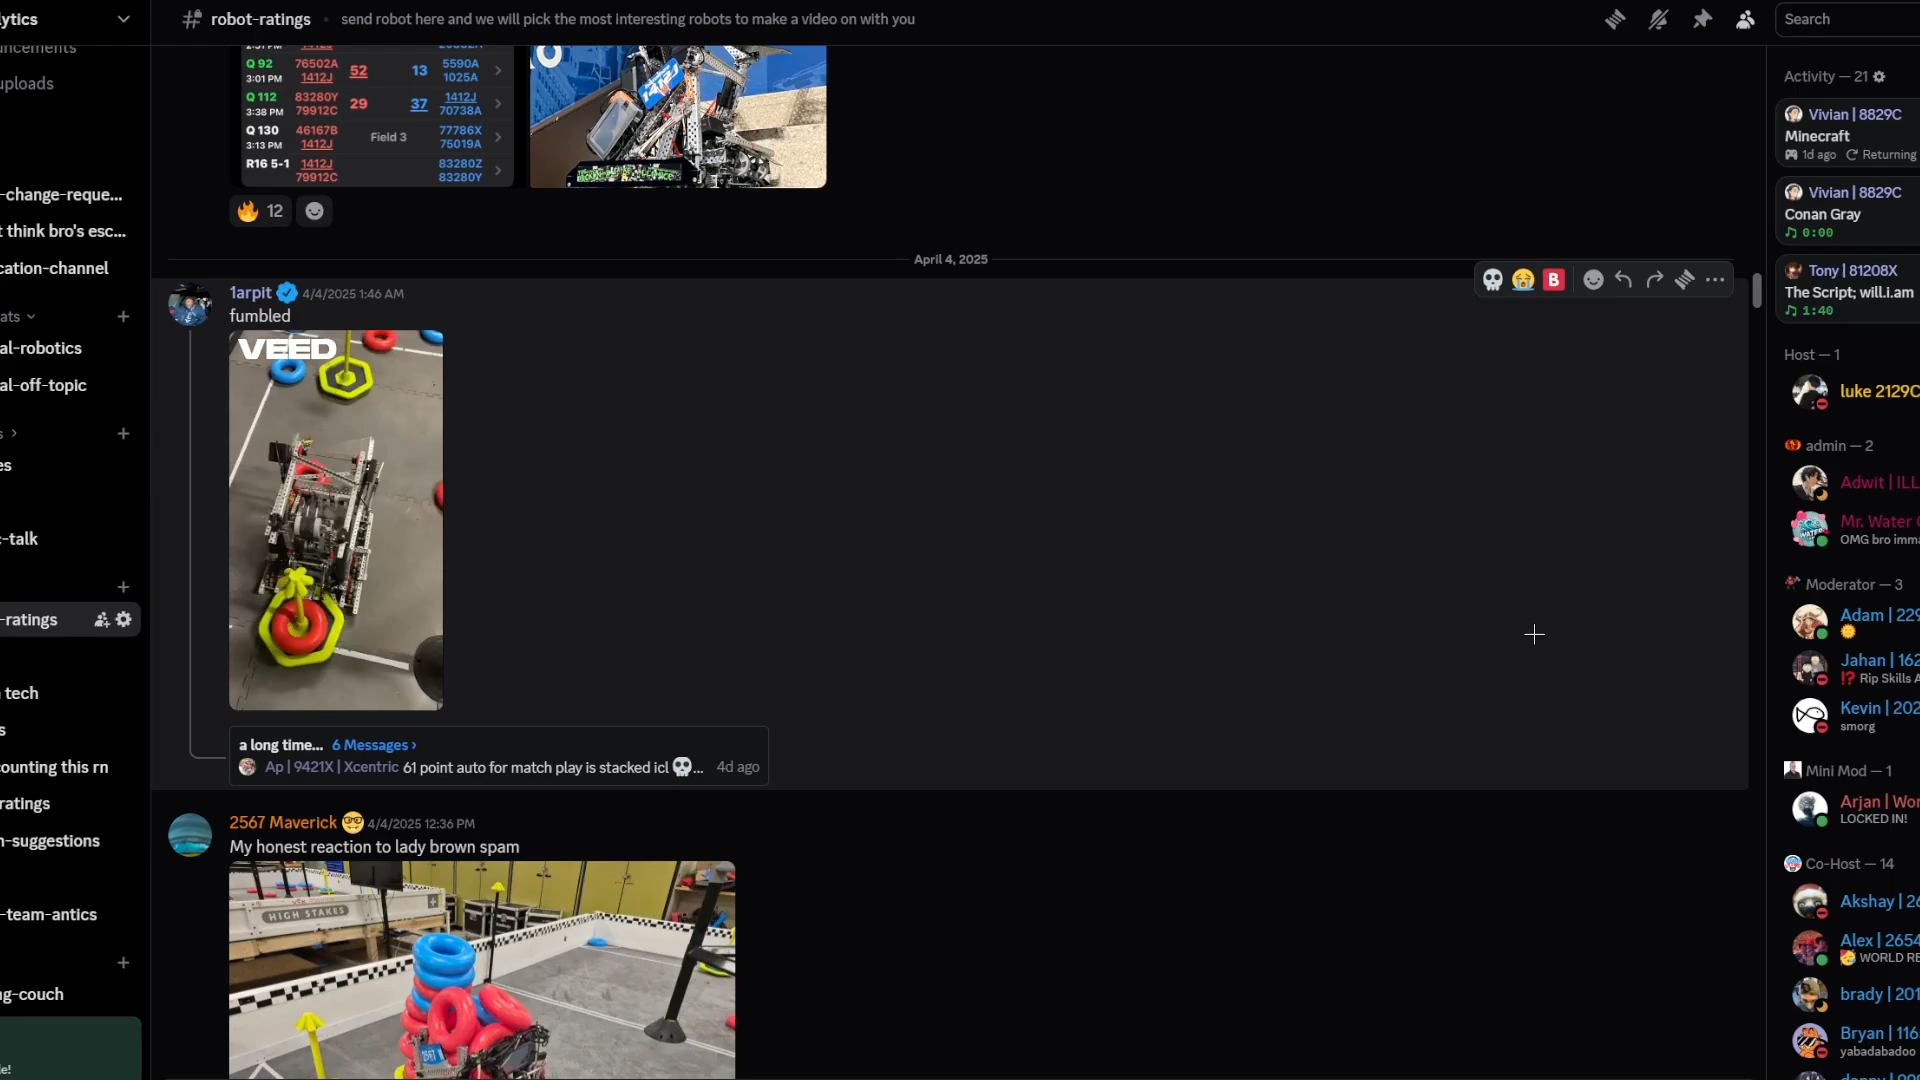 lytics
robot-ratings
send robot here and we will pick the most interesting robots to make a video on with you
Search
uploads
-change-reque...
t think bro's esc...
cation-channel
ats
al-robotics
al-off-topic
es
-talk
-ratings
tech
ounting this rn
ratings
n-suggestions
-team-antics
g-couch
Q 92 76502A 52 13 5590A
3:01 PM 1412J 1025A
Q 112 83280Y 29 37 1412J
3:38 PM 79912C 70738A
Q 130 46167B Field 3 77786X
3:13 PM 1412J 75019A
R16 5-1 1412J 83280Z
79912C 83280Y
1412J
12
April 4, 2025
1arpit 4/4/2025 1:46 AM
fumbled
VEED
a long time... 6 Messages ›
Ap | 9421X | Xcentric 61 point auto for match play is stacked icl 💀... 4d ago
2567 Maverick 🤓 4/4/2025 12:36 PM
My honest reaction to lady brown spam
HIGH STAKES
2567
Activity — 21
Vivian | 8829C
Minecraft
1d ago Returning
Vivian | 8829C
Conan Gray
0:00
Tony | 81208X
The Script; will.i.am
1:40
Host — 1
luke 2129C
admin — 2
Adwit | ILL
Mr. Water
OMG bro imma
Moderator — 3
Adam | 229
Jahan | 162
⁉ Rip Skills A
Kevin | 202
smorg
Mini Mod — 1
Arjan | Wor
LOCKED IN!
Co-Host — 14
Akshay | 26
Alex | 2654
🥳 WORLD RE
brady | 201
Bryan | 116
yabadabadoo